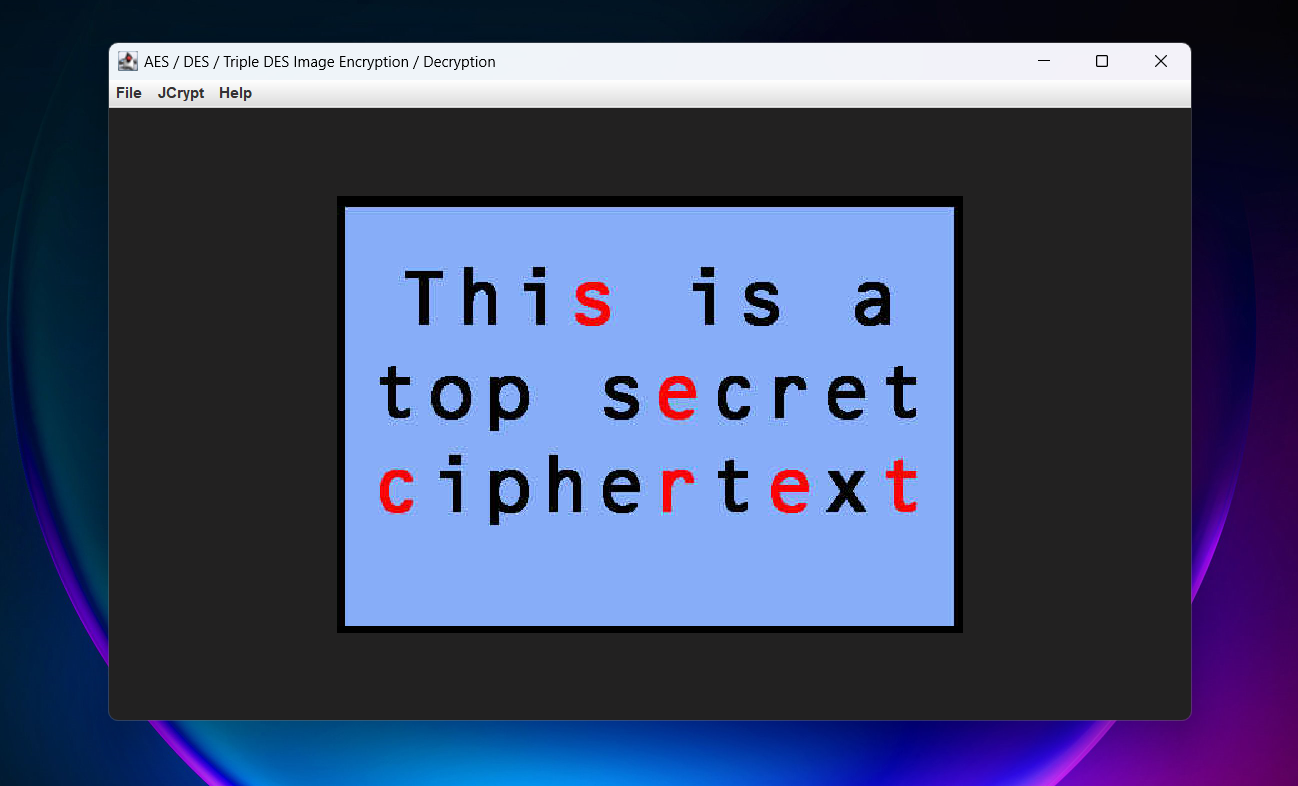 AES / DES / Triple DES Image Encryption / Decryption
File JCrypt Help
This is a
top secret
ciphertext